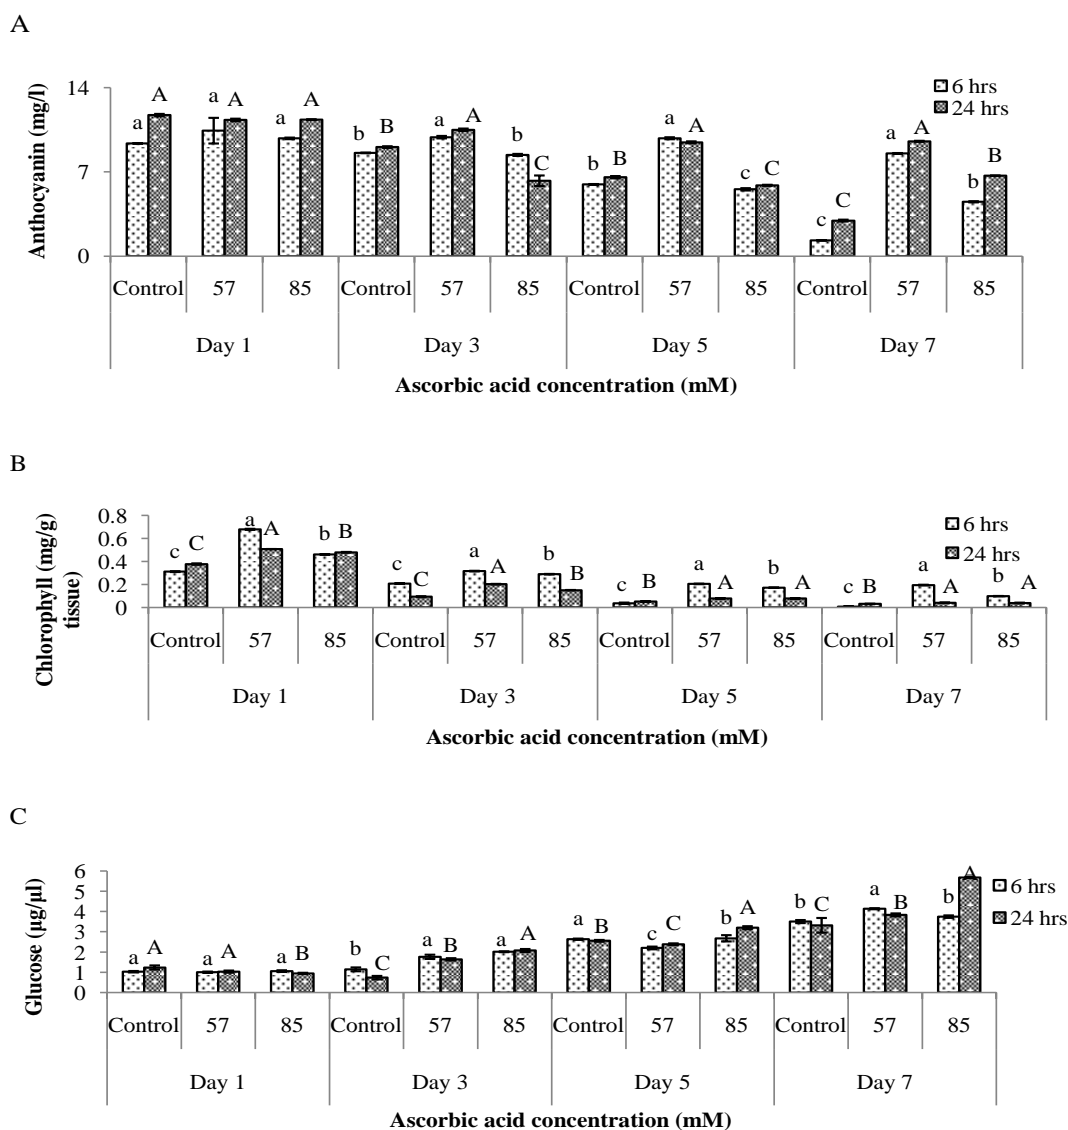 A
Anthocyanin (mg/l)
14
7
0
a A a A a A b B a A b C b B a A c C c C a A b B
6 hrs
24 hrs
Control 57 85 Control 57 85 Control 57 85 Control 57 85
Day 1 Day 3 Day 5 Day 7
Ascorbic acid concentration (mM)
B
Chlorophyll (mg/g)
tissue
0.8
0.6
0.4
0.2
0
c C a A b B c C a A b B c B a A b A c B a A b A
6 hrs
24 hrs
Control 57 85 Control 57 85 Control 57 85 Control 57 85
Day 1 Day 3 Day 5 Day 7
Ascorbic acid concentration (mM)
C
Glucose (µg/µl)
6
5
4
3
2
1
0
a A a A a B b C a B a A a B c C b A b C a B b A
6 hrs
24 hrs
Control 57 85 Control 57 85 Control 57 85 Control 57 85
Day 1 Day 3 Day 5 Day 7
Ascorbic acid concentration (mM)